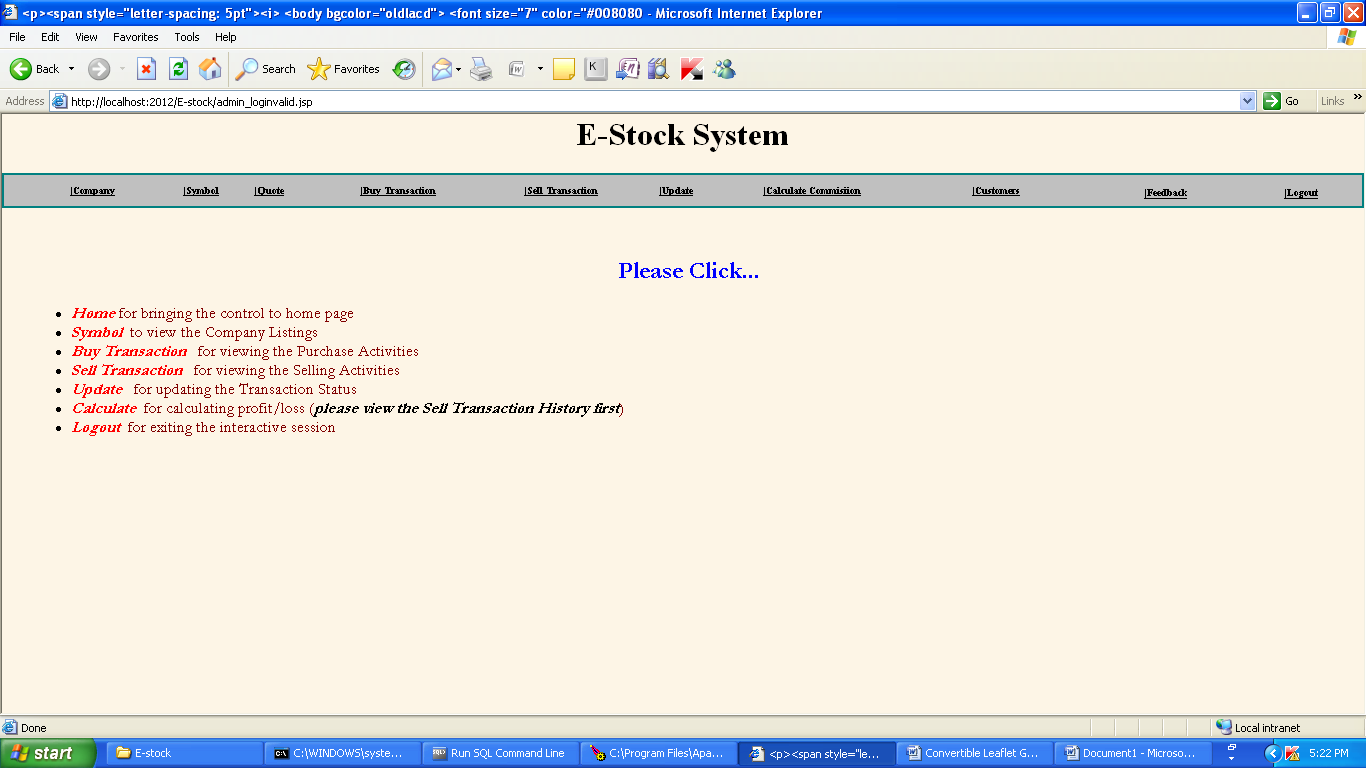 <p><span style="letter-spacing: 5pt"><i> <body bgcolor="oldlacd"> <font size="7" color="#008080 - Microsoft Internet Explorer
File Edit View Favorites Tools Help
Back Search Favorites
Address http://localhost:2012/E-stock/admin_loginvalid.jsp Go Links »
E-Stock System
|Company |Symbol |Quote |Buy Transaction |Sell Transaction |Update |Calculate Commisiion |Customers |Feedback |Logout
Please Click...
• Home for bringing the control to home page
• Symbol to view the Company Listings
• Buy Transaction for viewing the Purchase Activities
• Sell Transaction for viewing the Selling Activities
• Update for updating the Transaction Status
• Calculate for calculating profit/loss (please view the Sell Transaction History first)
• Logout for exiting the interactive session
Done Local intranet
start E-stock C:\WINDOWS\syste... Run SQL Command Line C:\Program Files\Apa... <p><span style="le... Convertible Leaflet G... Document1 - Microso... 5:22 PM